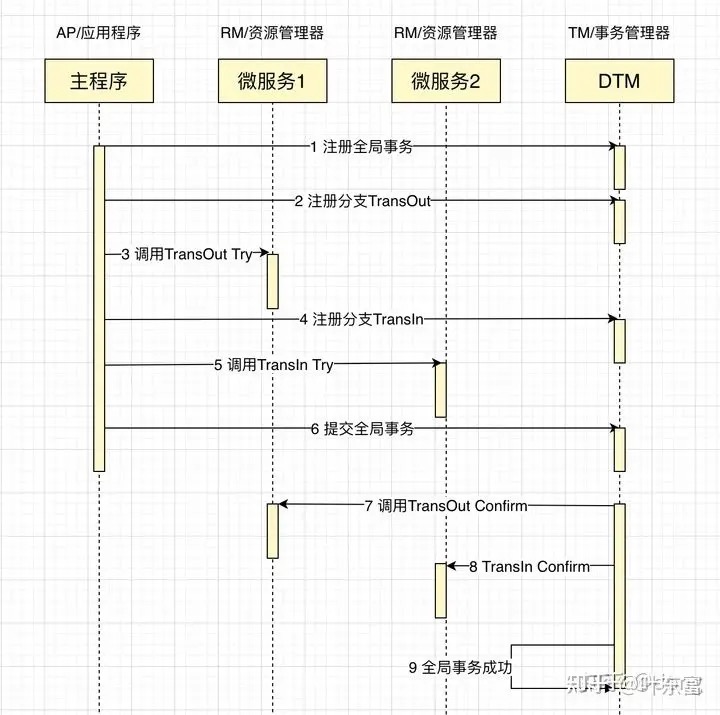 AP/应用程序
RM/资源管理器
RM/资源管理器
TM/事务管理器
主程序
微服务1
微服务2
DTM
1 注册全局事务
2 注册分支TransOut
3 调用TransOut Try
4 注册分支TransIn
5 调用TransIn Try
6 提交全局事务
7 调用TransOut Confirm
8 TransIn Confirm
9 全局事务成功
知乎 @叶东富